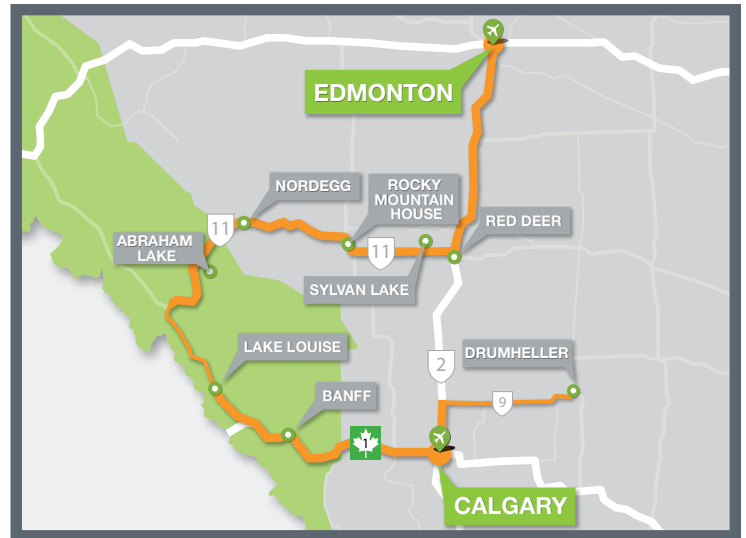 EDMONTON
NORDEGG
ROCKY
MOUNTAIN
HOUSE
11
RED DEER
ABRAHAM
LAKE
11
SYLVAN LAKE
LAKE LOUISE
DRUMHELLER
2
BANFF
9
1
CALGARY